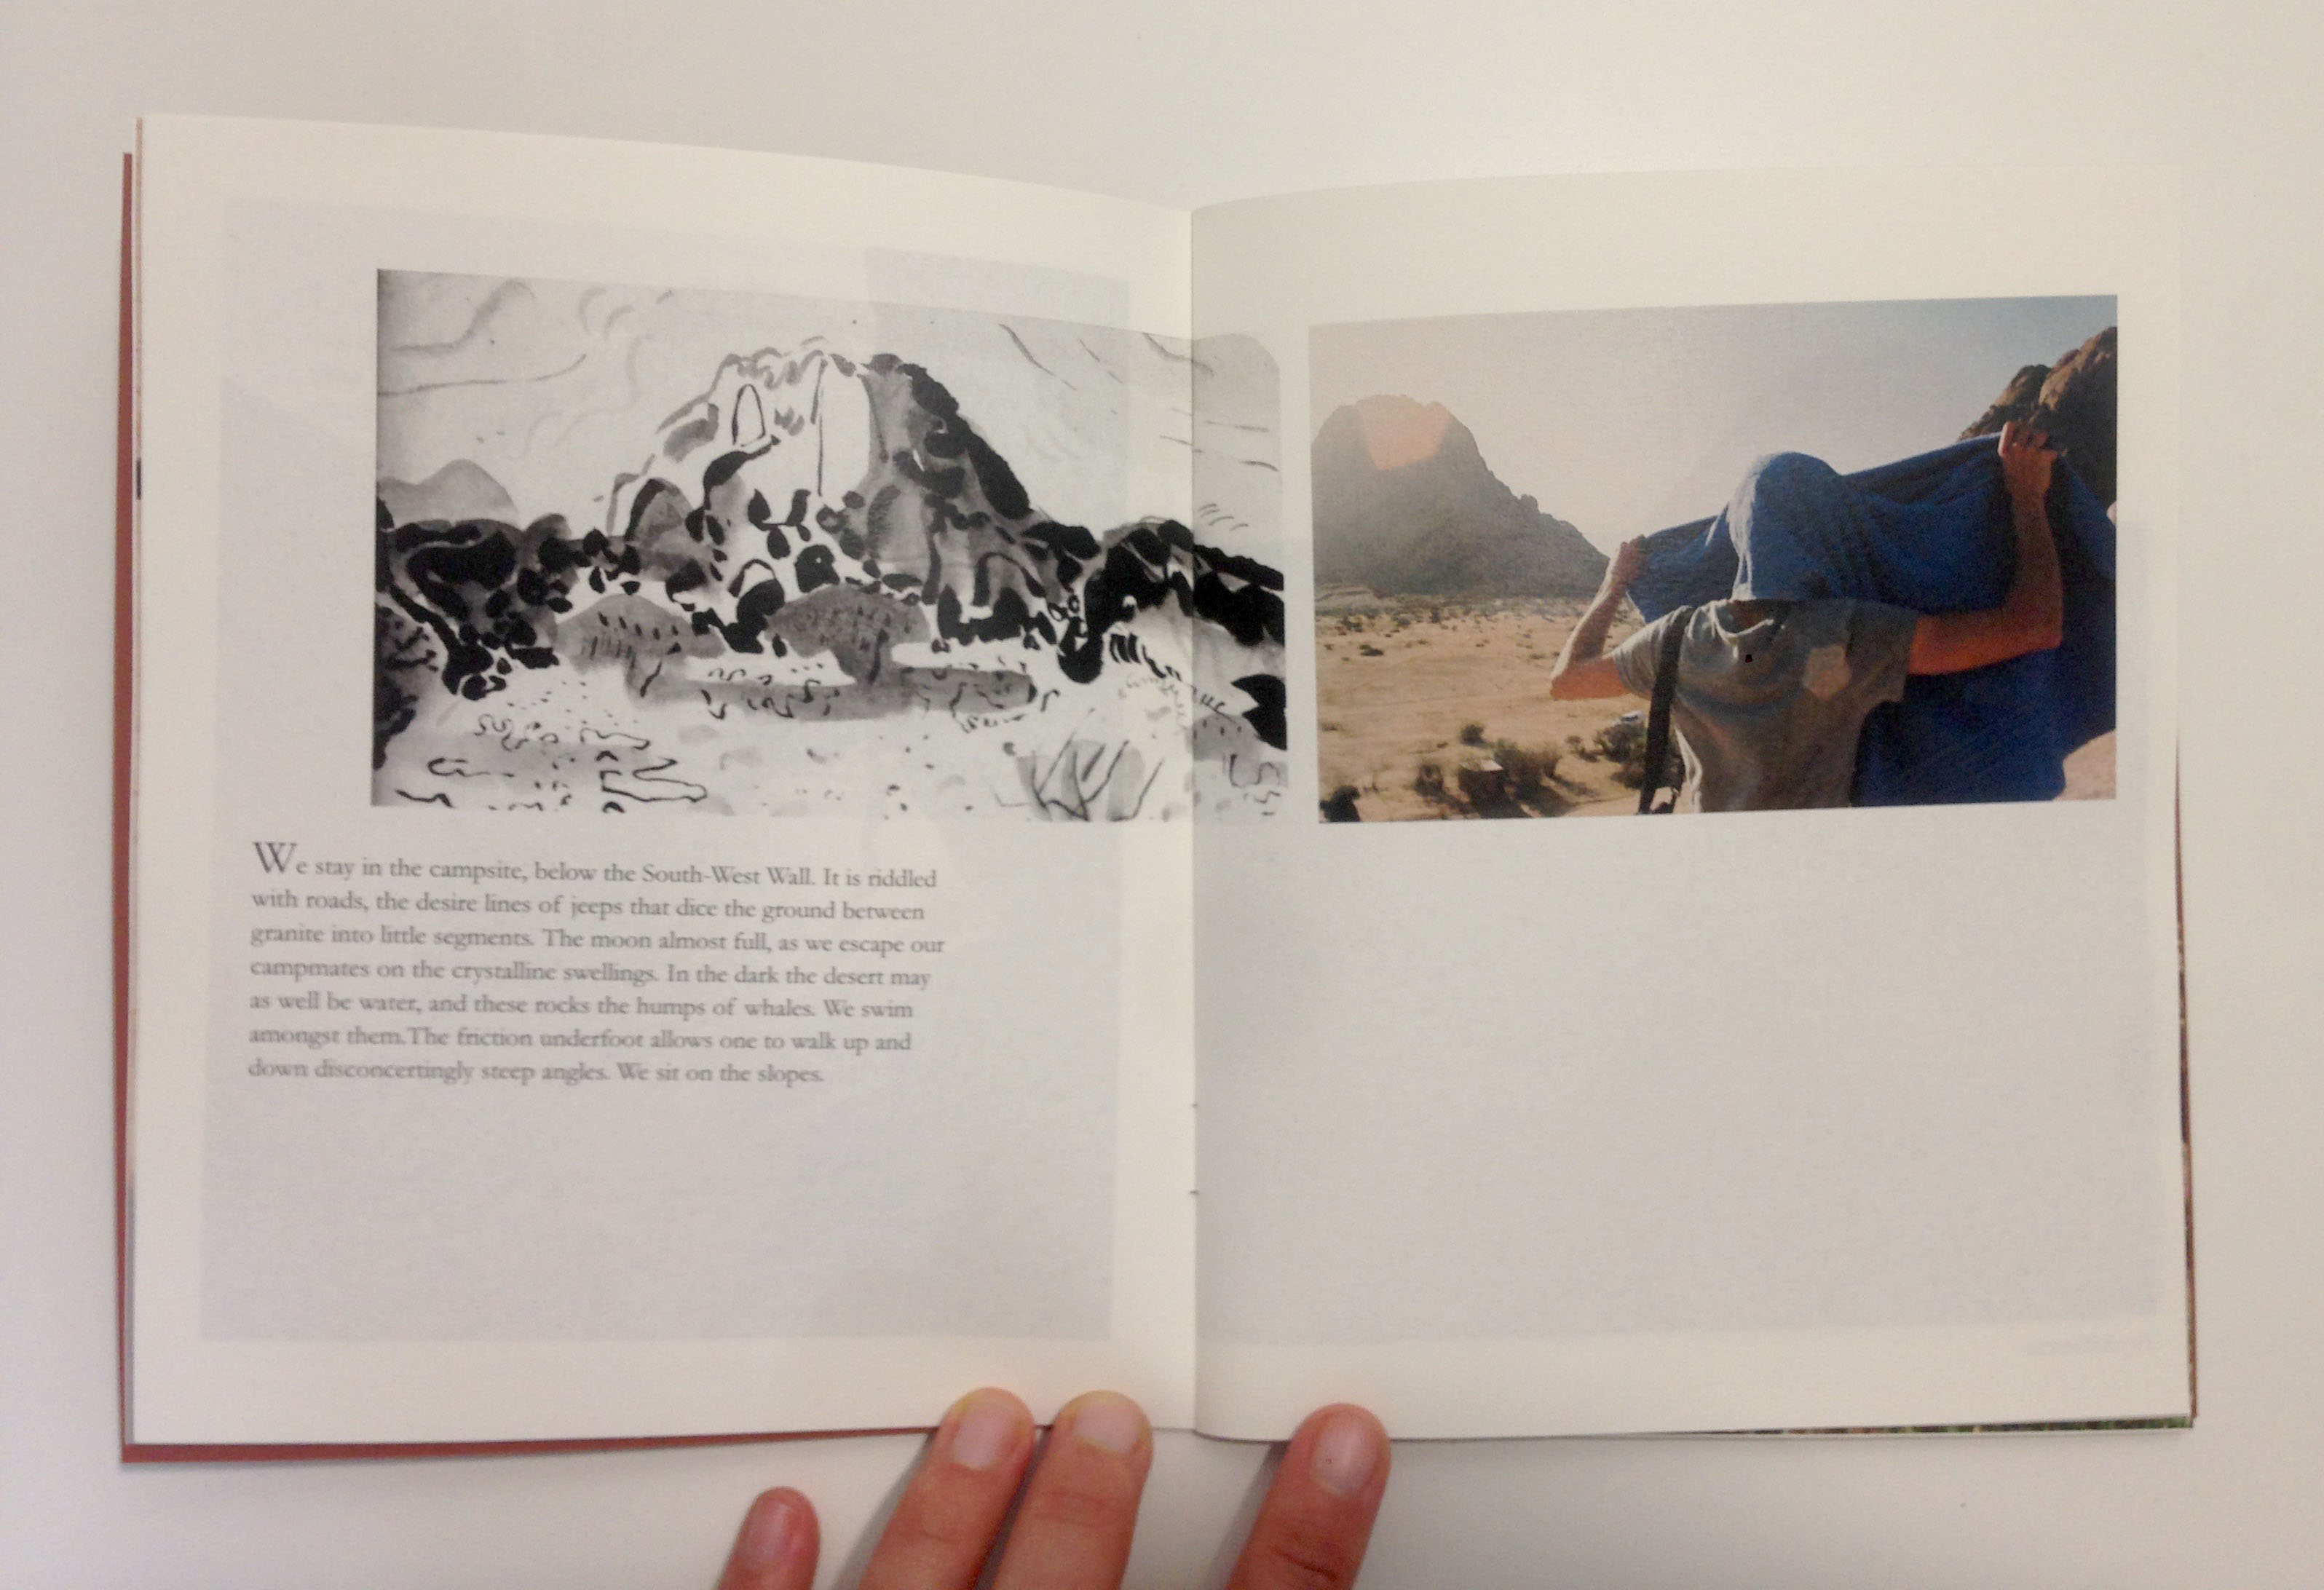 We stay in the campsite, below the South-West Wall. It is riddled
with roads, the desire lines of jeeps that dice the ground between
granite into little segments. The moon almost full, as we escape our
campmates on the crystalline swellings. In the dark the desert may
as well be water, and these rocks the humps of whales. We swim
amongst them.The friction underfoot allows one to walk up and
down disconcertingly steep angles. We sit on the slopes.